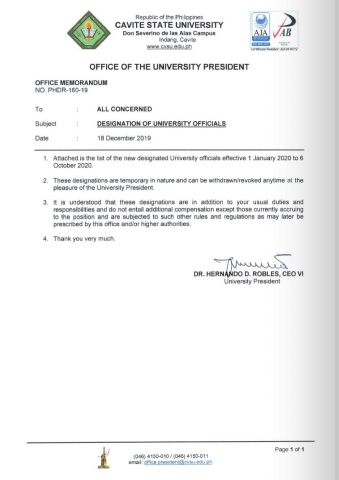 Republic of the Philippines
CAVITE STATE UNIVERSITY
Don Severino de las Alas Campus
Indang, Cavite
www.cvsu.edu.ph
AJA
AB
OFFICE OF THE UNIVERSITY PRESIDENT
OFFICE MEMORANDUM
NO. PHDR-160-19
To : ALL CONCERNED
Subject : DESIGNATION OF UNIVERSITY OFFICIALS
Date : 18 December 2019
1. Attached is the list of the new designated University officials effective 1 January 2020 to 6
October 2020.
2. These designations are temporary in nature and can be withdrawn/revoked anytime at the
pleasure of the University President.
3. It is understood that these designations are in addition to your usual duties and
responsibilities and do not entail additional compensation except those currently accruing
to the position and are subjected to such other rules and regulations as may later be
prescribed by this office and/or higher authorities.
4. Thank you very much.
DR. HERNANDO D. ROBLES, CEO VI
University President
Page 1 of 1
(046) 4150-010 / (046) 4150-011
email: office.president@cvsu.edu.ph